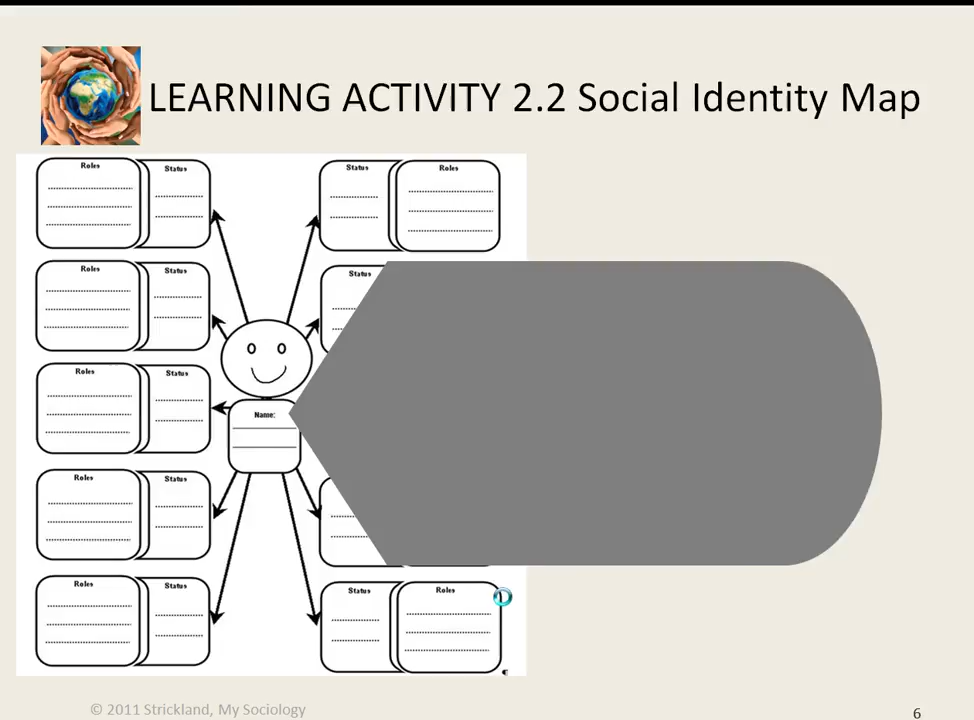 LEARNING ACTIVITY 2.2 Social Identity Map
Roles Status Status Roles
Roles Status Status
Roles Status
Name:
Roles Status
Roles Status Status Roles
© 2011 Strickland, My Sociology
6